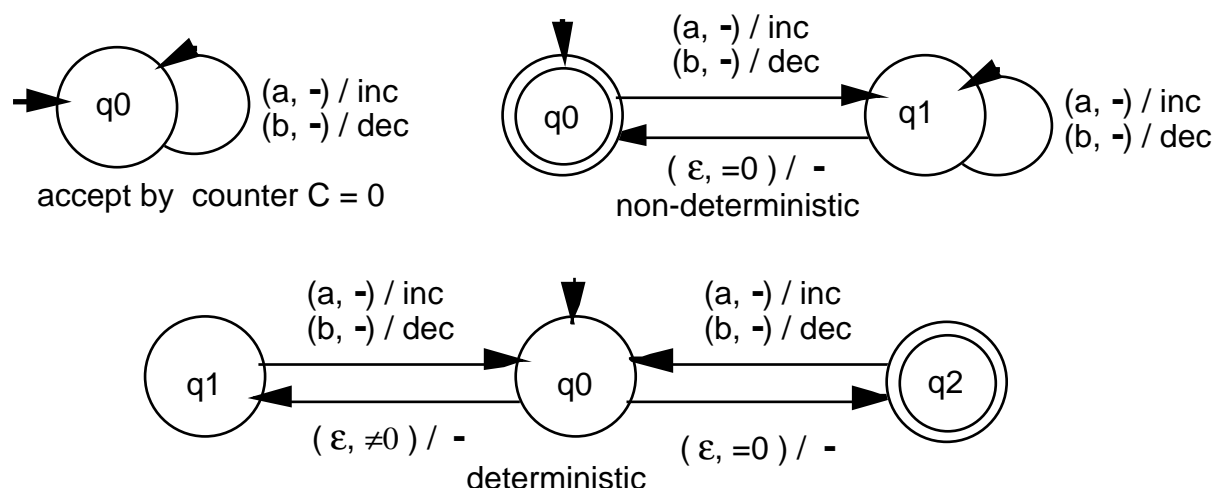 q0
(a, -) / inc
(b, -) / dec
accept by counter C = 0
q0
(a, -) / inc
(b, -) / dec
q1
(a, -) / inc
(b, -) / dec
( ε, =0 ) / -
non-deterministic
q1
(a, -) / inc
(b, -) / dec
q0
(a, -) / inc
(b, -) / dec
q2
( ε, ≠0 ) / -
( ε, =0 ) / -
deterministic